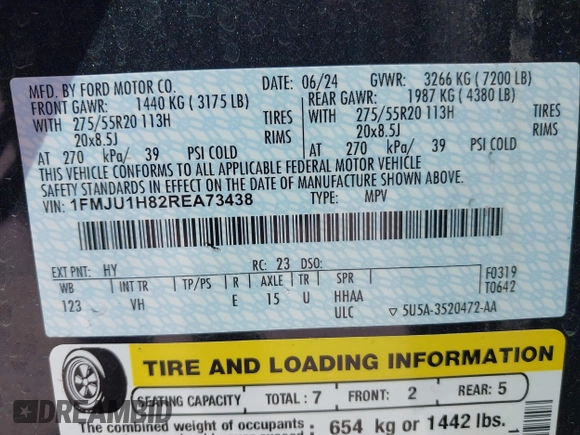 MFD. BY FORD MOTOR CO. DATE: 06/24 GVWR: 3266 KG ( 7200 LB)
FRONT GAWR: 1440 KG ( 3175 LB) REAR GAWR: 1987 KG ( 4380 LB)
WITH 275/55R20 113H TIRES WITH 275/55R20 113H TIRES
20x8.5J RIMS 20x8.5J RIMS
AT 270 kPa/ 39 PSI COLD AT 270 kPa/ 39 PSI COLD
THIS VEHICLE CONFORMS TO ALL APPLICABLE FEDERAL MOTOR VEHICLE
SAFETY STANDARDS IN EFFECT ON THE DATE OF MANUFACTURE SHOWN ABOVE.
VIN: 1FMJU1H82REA73438 TYPE: MPV
EXT PNT: HY RC: 23 DSO: F0319
WB INT TR TP/PS R AXLE TR SPR T0642
123 VH E 15 U HHAA
ULC ▽ 5U5A-3520472-AA
TIRE AND LOADING INFORMATION
SEATING CAPACITY TOTAL : 7 FRONT: 2 REAR: 5
The combined weight of occupants 654 kg or 1442 lbs.
DREAMBID